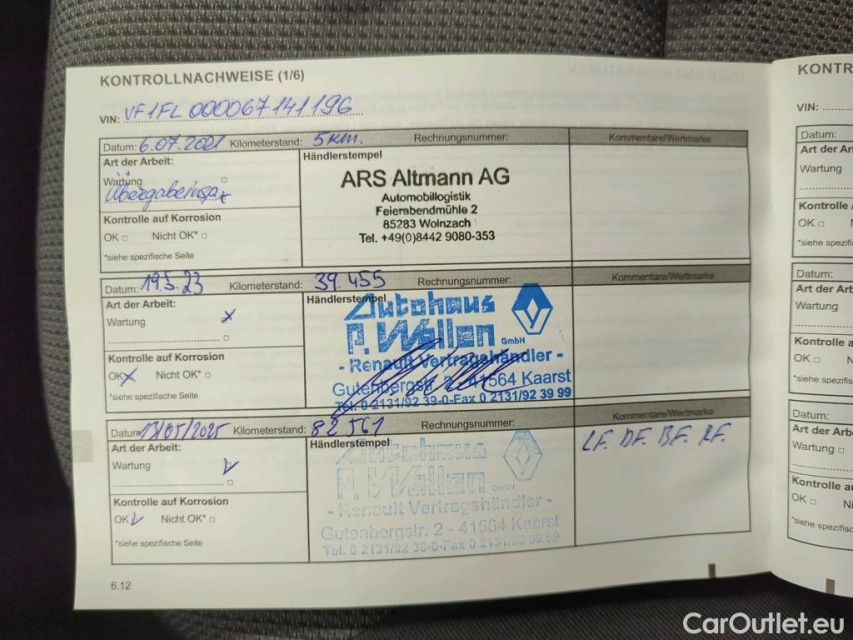 KONTROLLNACHWEISE (1/6)
VIN: VF1FL000067141196
Datum: 6.07.2021 Kilometerstand: 5 km. Rechnungsnummer: Kommentare/Wertmarke
Art der Arbeit: Händlerstempel
Wartung
Übergabeinsp.
Kontrolle auf Korrosion
OK □ Nicht OK* □
*siehe spezifische Seite
ARS Altmann AG
Automobillogistik
Feierabendmühle 2
85283 Wolnzach
Tel. +49(0)8442 9080-353
Datum: 19.5.23 Kilometerstand: 39.455 Rechnungsnummer: Kommentare/Wertmarke
Art der Arbeit: Händlerstempel
Wartung x
Kontrolle auf Korrosion
OK x Nicht OK* □
*siehe spezifische Seite
Autohaus
P. Wellen GmbH
- Renault Vertragshändler -
Gutenbergstr. 2 - 41564 Kaarst
Tel. 0 2131/92 39-0-Fax 0 2131/92 39 99
Datum: 13/05/2025 Kilometerstand: 82 561 Rechnungsnummer: Kommentare/Wertmarke
Art der Arbeit: Händlerstempel
Wartung
Kontrolle auf Korrosion
OK Nicht OK* □
*siehe spezifische Seite
Autohaus
P. Wellen GmbH
- Renault Vertragshändler -
Gutenbergstr. 2 - 41564 Kaarst
Tel. 0 2131/92 39-0-Fax 0 2131/92 39 99
LF. DF. BF. RF.
6.12
KONTR
VIN:
Datum:
Art der Ar
Wartung
Kontrolle
OK □
*siehe spezifis
Datum:
Art der Art
Wartung
Kontrolle a
OK □ N
*siehe spezifisc
Datum:
Art der Arb
Wartung □
Kontrolle a
OK □ N
*siehe spezifisc
CarOutlet.eu